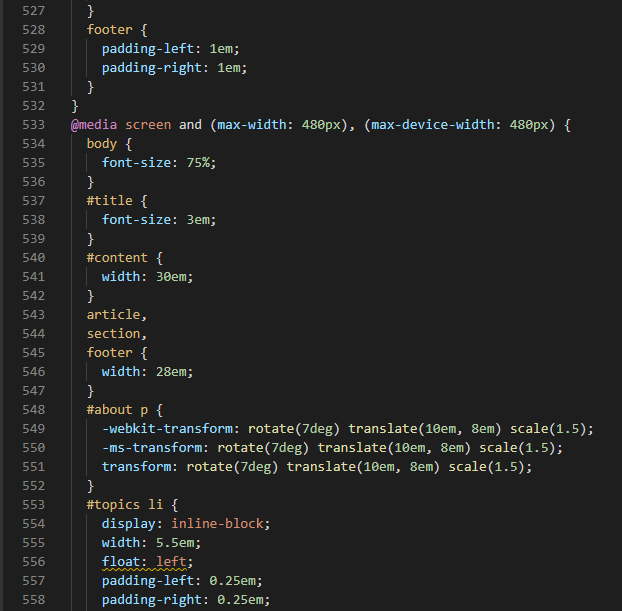 527 }
528 footer {
529 padding-left: 1em;
530 padding-right: 1em;
531 }
532 }
533 @media screen and (max-width: 480px), (max-device-width: 480px) {
534 body {
535 font-size: 75%;
536 }
537 #title {
538 font-size: 3em;
539 }
540 #content {
541 width: 30em;
542 }
543 article,
544 section,
545 footer {
546 width: 28em;
547 }
548 #about p {
549 -webkit-transform: rotate(7deg) translate(10em, 8em) scale(1.5);
550 -ms-transform: rotate(7deg) translate(10em, 8em) scale(1.5);
551 transform: rotate(7deg) translate(10em, 8em) scale(1.5);
552 }
553 #topics li {
554 display: inline-block;
555 width: 5.5em;
556 float: left;
557 padding-left: 0.25em;
558 padding-right: 0.25em;